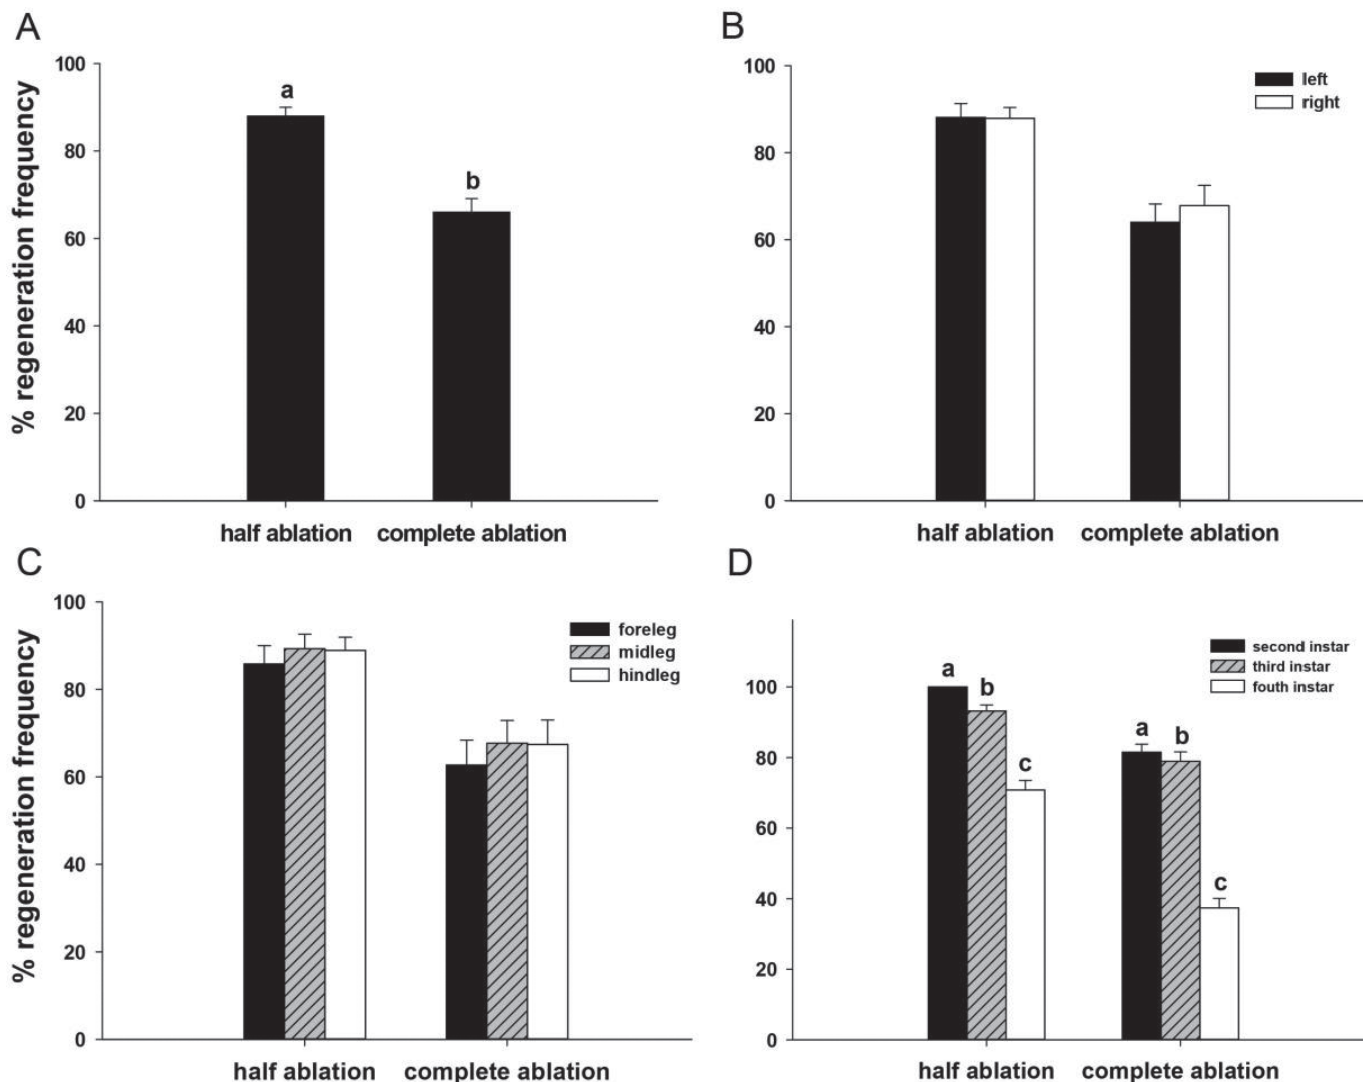 A
% regeneration frequency
100
80
60
40
20
0
a
b
half ablation
complete ablation
B
100
80
60
40
20
0
left
right
half ablation
complete ablation
C
% regeneration frequency
100
80
60
40
20
0
foreleg
midleg
hindleg
half ablation
complete ablation
D
100
80
60
40
20
0
second instar
third instar
fouth instar
a
b
c
a
b
c
half ablation
complete ablation